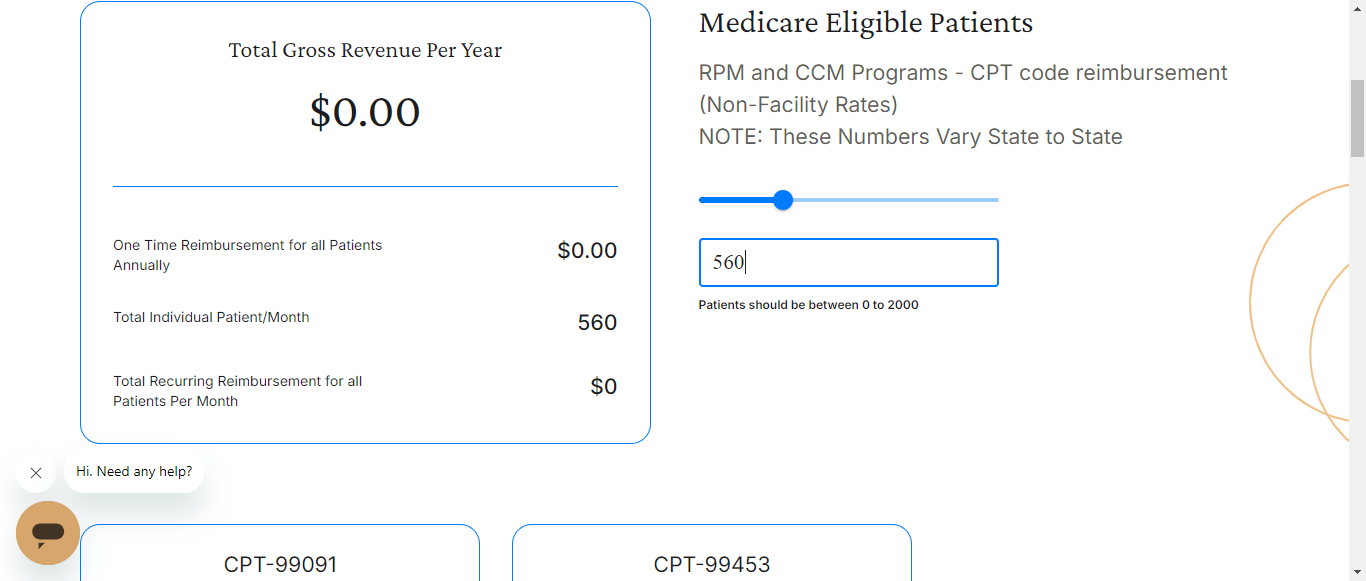 Total Gross Revenue Per Year
$0.00
One Time Reimbursement for all Patients
Annually
$0.00
Total Individual Patient/Month
560
Total Recurring Reimbursement for all
Patients Per Month
$0
Medicare Eligible Patients
RPM and CCM Programs - CPT code reimbursement
(Non-Facility Rates)
NOTE: These Numbers Vary State to State
560
Patients should be between 0 to 2000
Hi. Need any help?
CPT-99091
CPT-99453